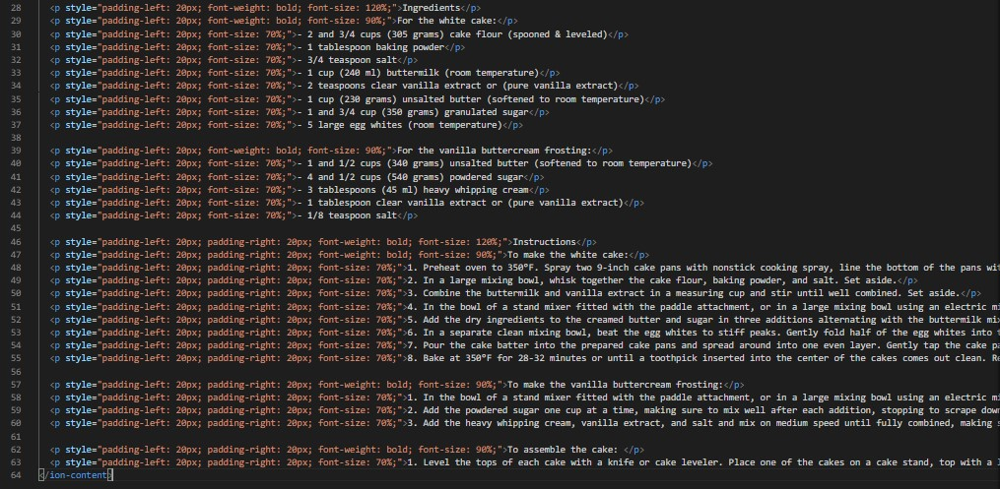 28 <p style="padding-left: 20px; font-weight: bold; font-size: 120%;">Ingredients</p>
29 <p style="padding-left: 20px; font-weight: bold; font-size: 90%;">For the white cake:</p>
30 <p style="padding-left: 20px; font-size: 70%;">- 2 and 3/4 cups (305 grams) cake flour (spooned & leveled)</p>
31 <p style="padding-left: 20px; font-size: 70%;">- 1 tablespoon baking powder</p>
32 <p style="padding-left: 20px; font-size: 70%;">- 3/4 teaspoon salt</p>
33 <p style="padding-left: 20px; font-size: 70%;">- 1 cup (240 ml) buttermilk (room temperature)</p>
34 <p style="padding-left: 20px; font-size: 70%;">- 2 teaspoons clear vanilla extract or (pure vanilla extract)</p>
35 <p style="padding-left: 20px; font-size: 70%;">- 1 cup (230 grams) unsalted butter (softened to room temperature)</p>
36 <p style="padding-left: 20px; font-size: 70%;">- 1 and 3/4 cup (350 grams) granulated sugar</p>
37 <p style="padding-left: 20px; font-size: 70%;">- 5 large egg whites (room temperature)</p>
38
39 <p style="padding-left: 20px; font-weight: bold; font-size: 90%;">For the vanilla buttercream frosting:</p>
40 <p style="padding-left: 20px; font-size: 70%;">- 1 and 1/2 cups (340 grams) unsalted butter (softened to room temperature)</p>
41 <p style="padding-left: 20px; font-size: 70%;">- 4 and 1/2 cups (540 grams) powdered sugar</p>
42 <p style="padding-left: 20px; font-size: 70%;">- 3 tablespoons (45 ml) heavy whipping cream</p>
43 <p style="padding-left: 20px; font-size: 70%;">- 1 tablespoon clear vanilla extract or (pure vanilla extract)</p>
44 <p style="padding-left: 20px; font-size: 70%;">- 1/8 teaspoon salt</p>
45
46 <p style="padding-left: 20px; padding-right: 20px; font-weight: bold; font-size: 120%;">Instructions</p>
47 <p style="padding-left: 20px; padding-right: 20px; font-weight: bold; font-size: 90%;">To make the white cake:</p>
48 <p style="padding-left: 20px; padding-right: 20px; font-size: 70%;">1. Preheat oven to 350°F. Spray two 9-inch cake pans with nonstick cooking spray, line the bottom of the pans wit
49 <p style="padding-left: 20px; padding-right: 20px; font-size: 70%;">2. In a large mixing bowl, whisk together the cake flour, baking powder, and salt. Set aside.</p>
50 <p style="padding-left: 20px; padding-right: 20px; font-size: 70%;">3. Combine the buttermilk and vanilla extract in a measuring cup and stir until well combined. Set aside.</p>
51 <p style="padding-left: 20px; padding-right: 20px; font-size: 70%;">4. In the bowl of a stand mixer fitted with the paddle attachment, or in a large mixing bowl using an electric mi
52 <p style="padding-left: 20px; padding-right: 20px; font-size: 70%;">5. Add the dry ingredients to the creamed butter and sugar in three additions alternating with the buttermilk mix
53 <p style="padding-left: 20px; padding-right: 20px; font-size: 70%;">6. In a separate clean mixing bowl, beat the egg whites to stiff peaks. Gently fold half of the egg whites into t
54 <p style="padding-left: 20px; padding-right: 20px; font-size: 70%;">7. Pour the cake batter into the prepared cake pans and spread around into one even layer. Gently tap the cake pa
55 <p style="padding-left: 20px; padding-right: 20px; font-size: 70%;">8. Bake at 350°F for 28-32 minutes or until a toothpick inserted into the center of the cakes comes out clean. Re
56
57 <p style="padding-left: 20px; padding-right: 20px; font-weight: bold; font-size: 90%;">To make the vanilla buttercream frosting:</p>
58 <p style="padding-left: 20px; padding-right: 20px; font-size: 70%;">1. In the bowl of a stand mixer fitted with the paddle attachment, or in a large mixing bowl using an electric mi
59 <p style="padding-left: 20px; padding-right: 20px; font-size: 70%;">2. Add the powdered sugar one cup at a time, making sure to mix well after each addition, stopping to scrape down
60 <p style="padding-left: 20px; padding-right: 20px; font-size: 70%;">3. Add the heavy whipping cream, vanilla extract, and salt and mix on medium speed until fully combined, making s
61
62 <p style="padding-left: 20px; padding-right: 20px; font-weight: bold; font-size: 90%;">To assemble the cake: </p>
63 <p style="padding-left: 20px; padding-right: 20px; font-size: 70%;">1. Level the tops of each cake with a knife or cake leveler. Place one of the cakes on a cake stand, top with a l
64 </ion-content>